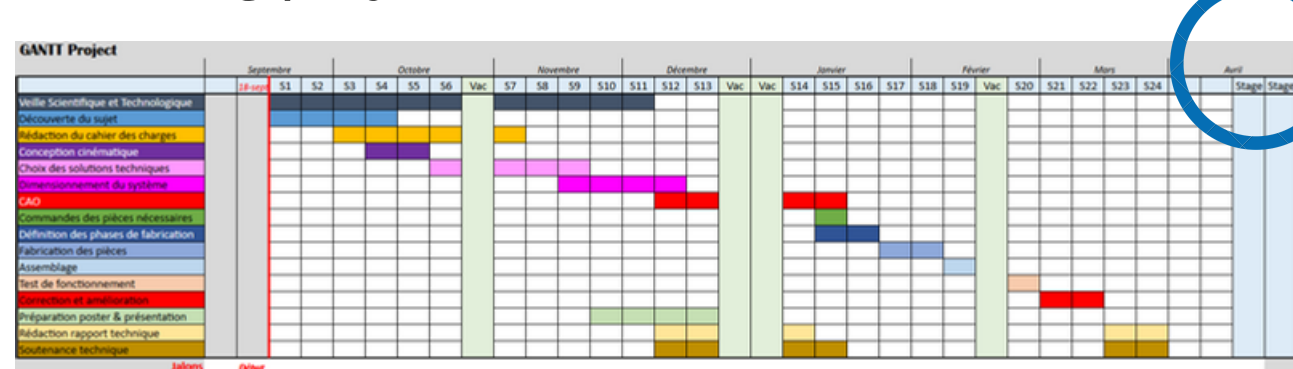 GANTT Project
Septembre Octobre Novembre Décembre Janvier Février Mars Avril
18-sept S1 S2 S3 S4 S5 S6 Vac S7 S8 S9 S10 S11 S12 S13 Vac Vac S14 S15 S16 S17 S18 S19 Vac S20 S21 S22 S23 S24 Stage Stage
Veille Scientifique et Technologique
Découverte du sujet
Rédaction du cahier des charges
Conception cinématique
Choix des solutions techniques
Dimensionnement du système
CAO
Commandes des pièces nécessaires
Définition des phases de fabrication
Fabrication des pièces
Assemblage
Test de fonctionnement
Correction et amélioration
Préparation poster & présentation
Rédaction rapport technique
Soutenance technique
Jalons